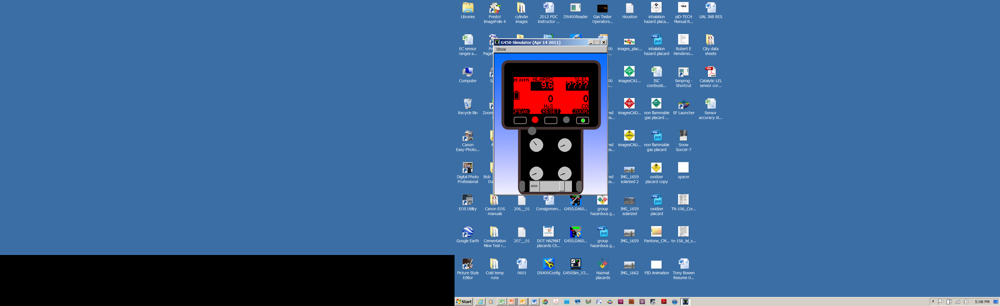 Libraries
Presto!
ImageFolio 4
cylinder
images
2012 PDC
Instructor ...
DS400Reader
Gas Tester
Operators...
Houston
inhalation
hazard placa...
piD-TECH
Manual R...
UAL JNB RES
EC sensor
ranges a...
images_plac...
inhalation
hazard placard
Robert E
Henderso...
City data
sheets
G450 Simulator (Apr 14 2011)
Show
Computer
imagesCA1...
ISC
combusti...
Senprog -
Shortcut
Catalytic LEL
sensor cor...
05:08PM
ALARM2
%LEL
9.6
????
0
0
H2S
CO
PEAK
RESET
ZOOM
Recycle Bin
Zoom
imagesCAD...
non flammable
gas placard ...
SF Launcher
Sensor
accuracy st...
Canon
Easy-Photo...
imagesCAU...
non flammable
gas placard
Snow
Soccer-7
Digital Photo
Professional
Bob
Du
IMG_1659
solarized 2
oxidizer
placard copy
spacer
3000
U(Bat)
EOS Utility
Canon EOS
manuals
206__01
Consignmen...
G450,G460...
group
hazardous g...
IMG_1659
solarized
oxidizer
placard
TN-106_Cor...
Google Earth
Cementation
Mine Test r...
207__01
DOT HAZMAT
placards Ch...
G450,G460...
group
hazardous g...
IMG_1659
Pantone_CM...
tn-156_lel_s...
Picture Style
Editor
Cold temp
runs
0601
DS400Config
G450Sim_V3...
Hazmat
placards
IMG_1662
PID Animation
Tony Bowen
Resume U...
Start
5:08 PM